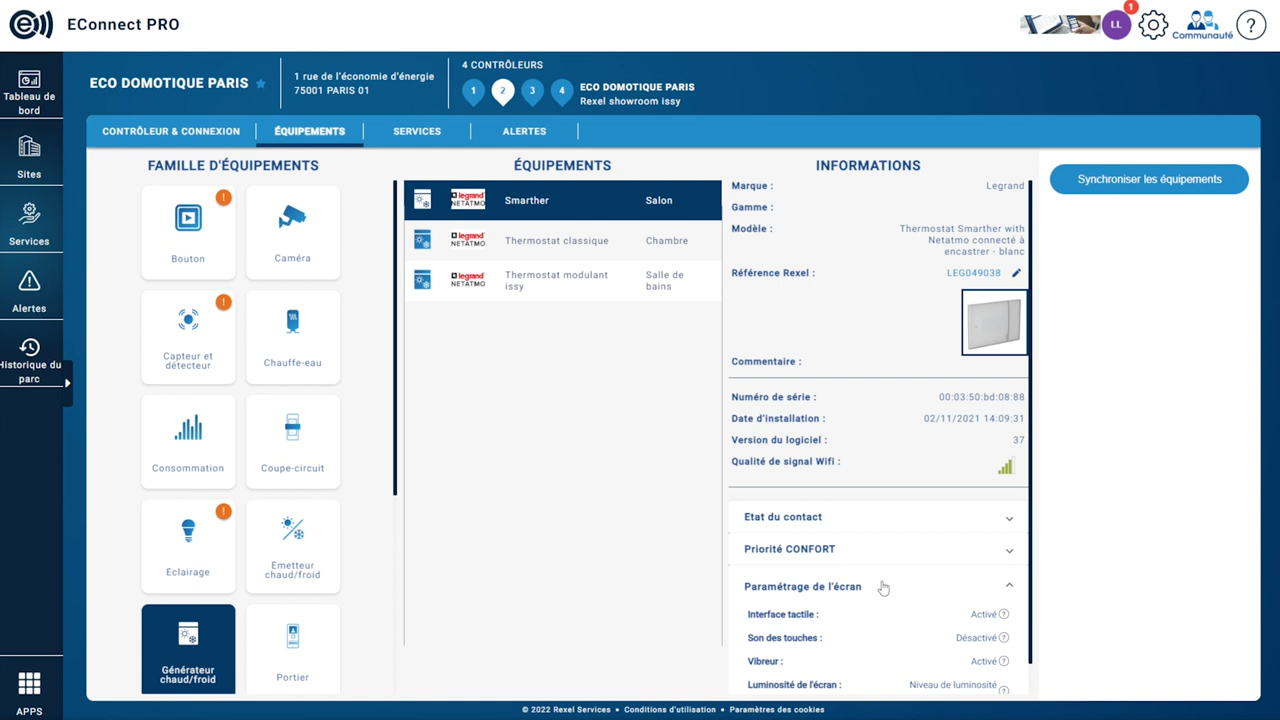 EConnect PRO
LL
1
Communauté
?
Tableau de
bord
Sites
Services
Alertes
Historique du
parc
APPS
ECO DOMOTIQUE PARIS
1 rue de l'économie d'énergie
75001 PARIS 01
4 CONTRÔLEURS
1
2
3
4
ECO DOMOTIQUE PARIS
Rexel showroom issy
CONTRÔLEUR & CONNEXION
ÉQUIPEMENTS
SERVICES
ALERTES
FAMILLE D'ÉQUIPEMENTS
!
Bouton
Caméra
!
Capteur et
détecteur
Chauffe-eau
Consommation
Coupe-circuit
!
Eclairage
Emetteur
chaud/froid
Générateur
chaud/froid
Portier
ÉQUIPEMENTS
legrand
NETATMO
Smarther
Salon
legrand
NETATMO
Thermostat classique
Chambre
legrand
NETATMO
Thermostat modulant
issy
Salle de
bains
INFORMATIONS
Marque :
Legrand
Gamme :
Modèle :
Thermostat Smarther with
Netatmo connecté à
encastrer - blanc
Référence Rexel :
LEG049038
Commentaire :
Numéro de série :
00:03:50:bd:08:88
Date d'installation :
02/11/2021 14:09:31
Version du logiciel :
37
Qualité de signal Wifi :
Etat du contact
Priorité CONFORT
Paramétrage de l'écran
Interface tactile :
Activé ?
Son des touches :
Désactivé ?
Vibreur :
Activé ?
Luminosité de l'écran :
Niveau de luminosité ?
Synchroniser les équipements
© 2022 Rexel Services • Conditions d'utilisation • Paramètres des cookies